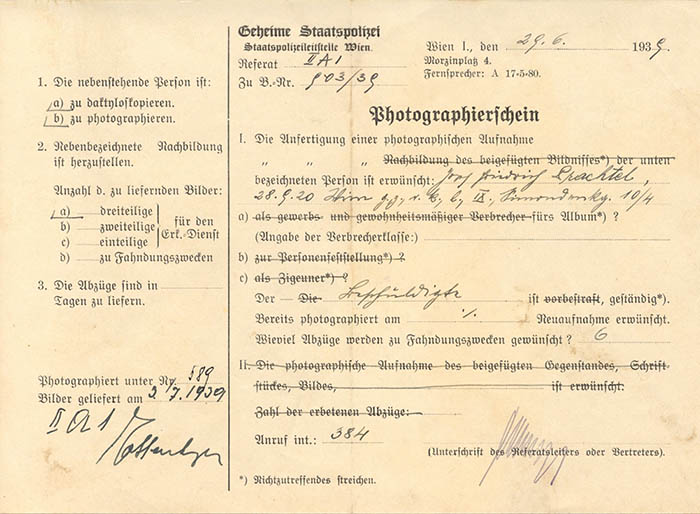 1. Die nebenstehende Person ist:
a) zu daktyloskopieren.
b) zu photographieren.
2. Nebenbezeichnete Nachbildung
ist herzustellen.
Anzahl d. zu liefernden Bilder:
a) dreiteilige
b) zweiteilige
c) einteilige
für den
Erk.-Dienst
d) zu Fahndungszwecken
3. Die Abzüge sind in
Tagen zu liefern.
Photographiert unter Nr. 589
Bilder geliefert am 3/7.1939
II A 1
Geheime Staatspolizei
Staatspolizeileitstelle Wien.
Referat II A 1
Zu B.-Nr. 903/39
Wien I., den 29.6. 1939.
Morzinplatz 4.
Fernsprecher: A 17-5-80.
Photographierschein
I. Die Anfertigung einer photographischen Aufnahme
" " " Nachbildung des beigefügten Bildnisses*) der unten
bezeichneten Person ist erwünscht: Josef Friedrich
28.9.20 Wien 10/4
a) als gewerbs- und gewohnheitsmäßiger Verbrecher fürs Album*) ?
(Angabe der Verbrecherklasse:)
b) zur Personenfeststellung*) ?
c) als Zigeuner*) ?
Der — Die Beschuldigte ist vorbestraft, geständig*).
Bereits photographiert am ./. Neuaufnahme erwünscht.
Wieviel Abzüge werden zu Fahndungszwecken gewünscht ? 6
II. Die photographische Aufnahme des beigefügten Gegenstandes, Schrift-
stückes, Bildes, ist erwünscht:
Zahl der erbetenen Abzüge:
Anruf int.: 384
(Unterschrift des Referatsleiters oder Vertreters).
*) Nichtzutreffendes streichen.